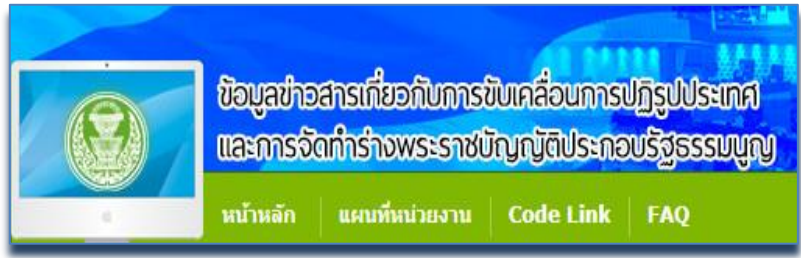 ข้อมูลข่าวสารเกี่ยวกับการขับเคลื่อนการปฏิรูปประเทศ
และการจัดทำร่างพระราชบัญญัติประกอบรัฐธรรมนูญ
หน้าหลัก แผนที่หน่วยงาน Code Link FAQ